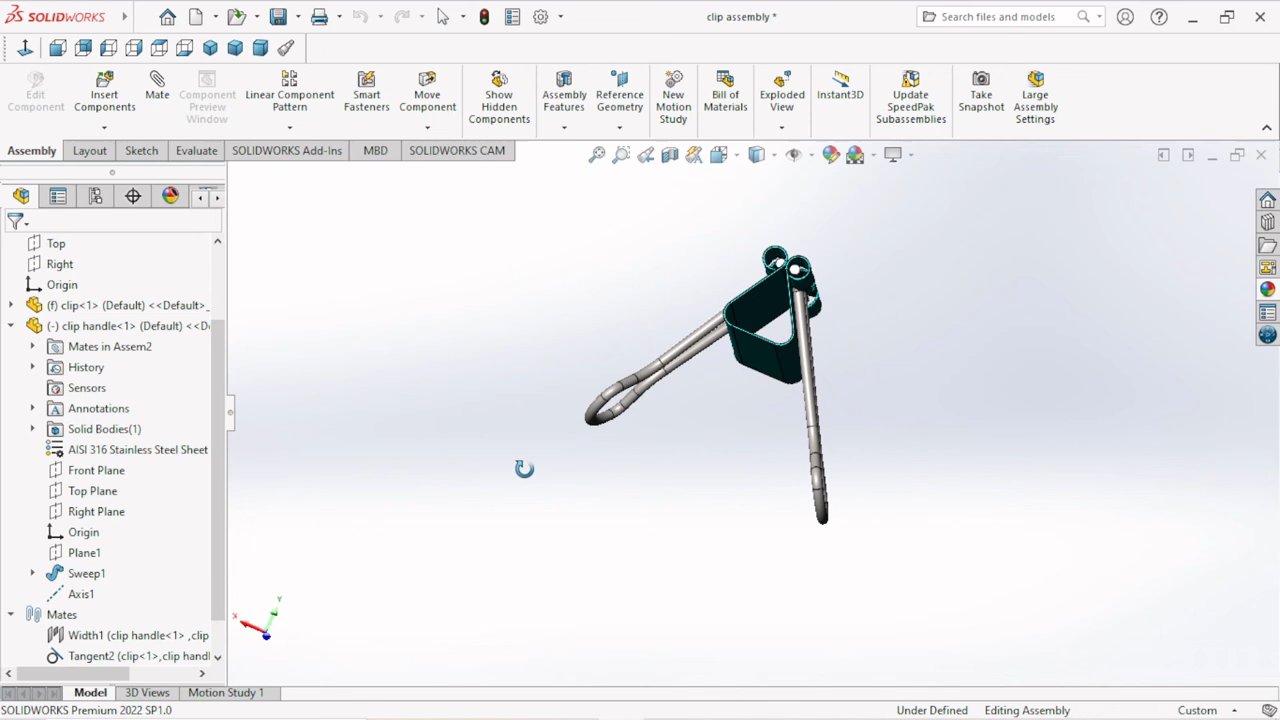 SOLIDWORKS
clip assembly *
Search files and models
Edit
Component
Insert
Components
Mate
Component
Preview
Window
Linear Component
Pattern
Smart
Fasteners
Move
Component
Show
Hidden
Components
Assembly
Features
Reference
Geometry
New
Motion
Study
Bill of
Materials
Exploded
View
Instant3D
Update
SpeedPak
Subassemblies
Take
Snapshot
Large
Assembly
Settings
Assembly
Layout
Sketch
Evaluate
SOLIDWORKS Add-Ins
MBD
SOLIDWORKS CAM
Top
Right
Origin
(f) clip<1> (Default) <<Default>_
(-) clip handle<1> (Default) <<D
Mates in Assem2
History
Sensors
Annotations
Solid Bodies(1)
AISI 316 Stainless Steel Sheet
Front Plane
Top Plane
Right Plane
Origin
Plane1
Sweep1
Axis1
Mates
Width1 (clip handle<1> ,clip
Tangent2 (clip<1>,clip handl
X
Y
Model
3D Views
Motion Study 1
SOLIDWORKS Premium 2022 SP1.0
Under Defined
Editing Assembly
Custom